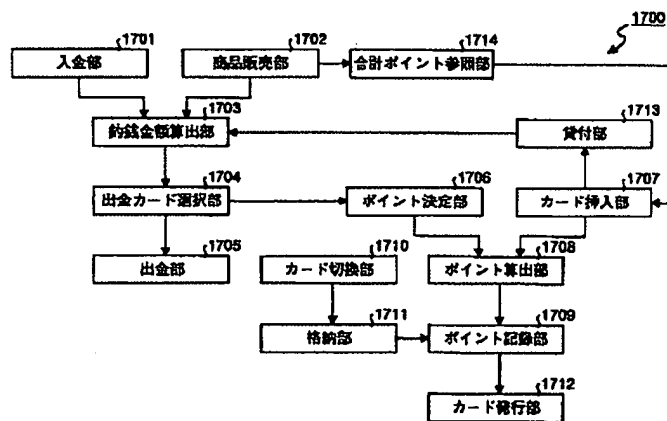 1700
1701
入金部
1702
商品販売部
1714
合計ポイント参照部
1703
釣銭金額算出部
1713
貸付部
1704
出金カード選択部
1706
ポイント決定部
1707
カード挿入部
1705
出金部
1710
カード切換部
1708
ポイント算出部
1711
格納部
1709
ポイント記録部
1712
カード発行部